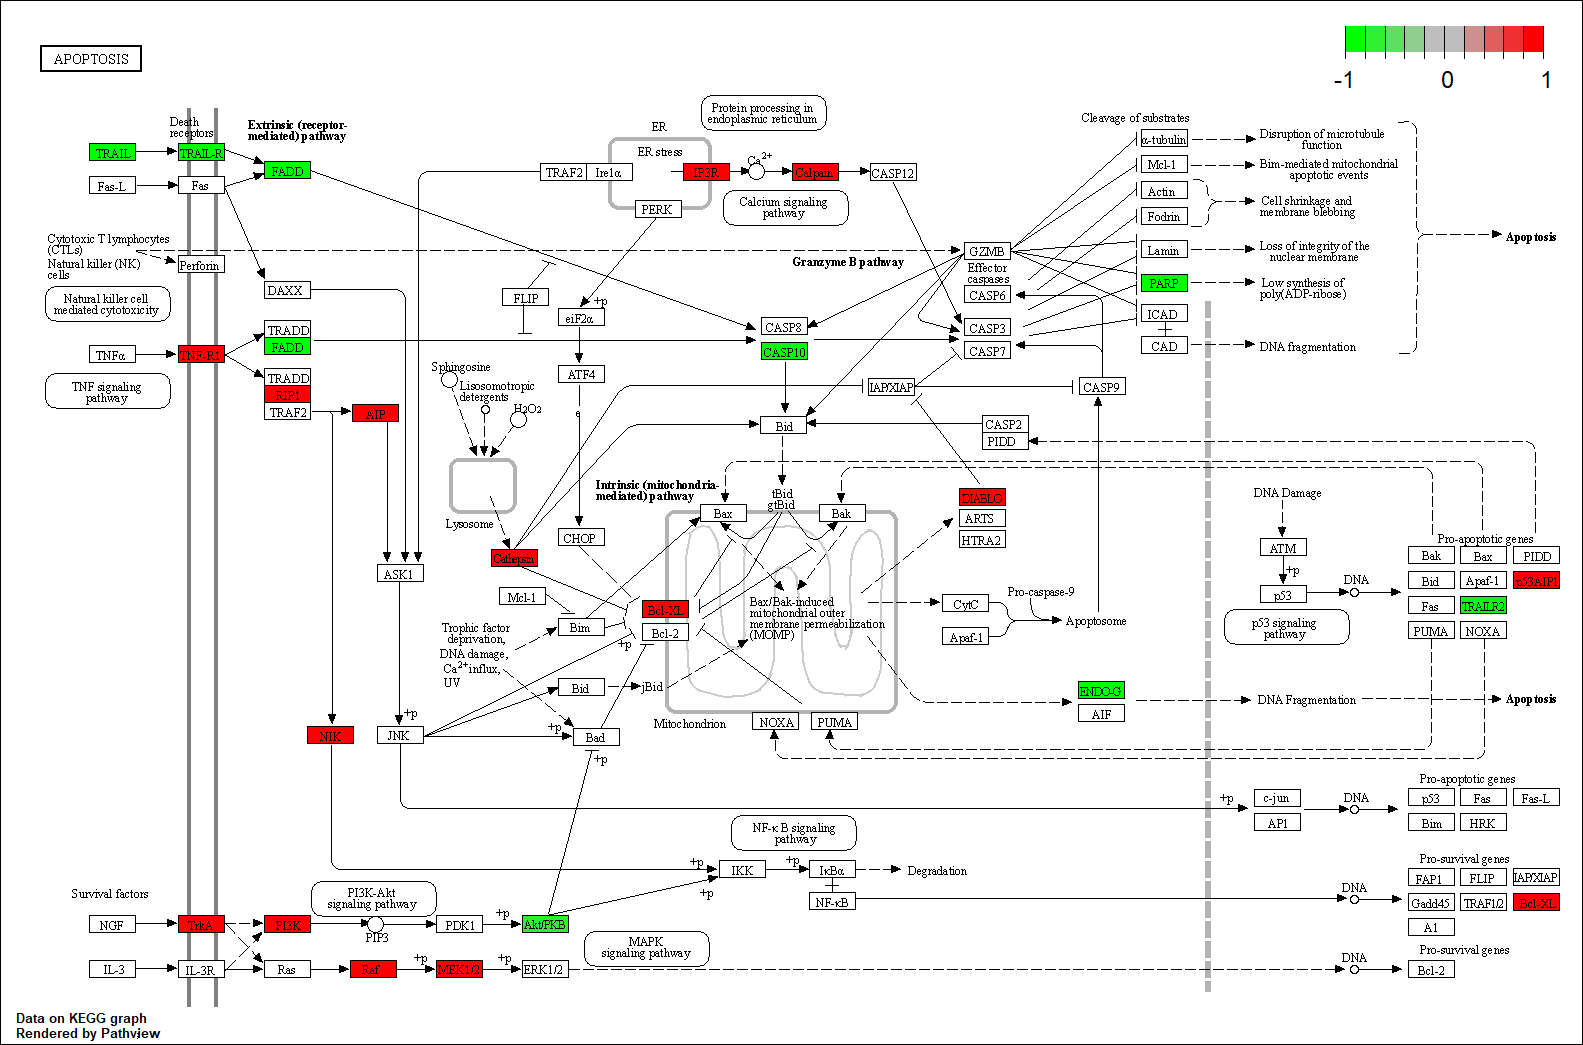 APOPTOSIS
-1
0
1
Death
receptors
Extrinsic (receptor-
mediated) pathway
TRAIL
TRAIL-R
FADD
Fas-L
Fas
Cytotoxic T lymphocytes
(CTLs)
Natural killer (NK)
cells
Perforin
DAXX
Natural killer cell
mediated cytotoxicity
TRADD
FADD
TNFα
TNF-R1
TRADD
RIP1
TRAF2
AIP
TNF signaling
pathway
ER
Protein processing in
endoplasmic reticulum
ER stress
TRAF2
Ire1α
IP3R
Ca2+
Calpain
CASP12
PERK
Calcium signaling
pathway
Granzyme B pathway
GZMB
Effector
caspases
CASP6
CASP3
CASP7
FLIP
+p
eiF2α
CASP8
CASP10
ATF4
e
IAP/XIAP
CASP9
Bid
CASP2
PIDD
Cleavage of substrates
α-tubulin
Mcl-1
Actin
Fodrin
Lamin
PARP
ICAD
CAD
Disruption of microtubule
function
Bim-mediated mitochondrial
apoptotic events
Cell shrinkage and
membrane blebbing
Loss of integrity of the
nuclear membrane
Low synthesis of
poly(ADP-ribose)
DNA fragmentation
Apoptosis
Sphingosine
Lisosomotropic
detergents
H2O2
Lysosome
Cathepsin
Intrinsic (mitochondria-
mediated) pathway
tBid
gtBid
Bax
Bak
DIABLO
ARTS
HTRA2
CHOP
ASK1
Mcl-1
Bim
Bcl-XL
Bcl-2
+p
Bax/Bak-induced
mitochondrial outer
membrane permeabilization
(MOMP)
CytC
Apaf-1
Pro-caspase-9
Apoptosome
Trophic factor
deprivation,
DNA damage,
Ca2+ influx,
UV
Bid
jBid
Mitochondrion
NOXA
PUMA
ENDO-G
AIF
DNA Fragmentation
Apoptosis
DNA Damage
ATM
+p
p53
DNA
p53 signaling
pathway
Pro-apoptotic genes
Bak
Bax
PIDD
Bid
Apaf-1
p53AIP1
Fas
TRAILR2
PUMA
NOXA
NIK
+p
JNK
+p
Bad
+p
+p
c-jun
AP1
DNA
Pro-apoptotic genes
p53
Fas
Fas-L
Bim
HRK
NF-κB signaling
pathway
+p
IKK
+p
+p
IκBα
NF-κB
Degradation
DNA
Pro-survival genes
FAP1
FLIP
IAP/XIAP
Gadd45
TRAF1/2
Bcl-XL
A1
Survival factors
PI3K-Akt
signaling pathway
NGF
TrkA
PI3K
PIP3
PDK1
+p
Akt/PKB
MAPK
signaling pathway
IL-3
IL-3R
Ras
Raf
+p
MEK1/2
+p
ERK1/2
DNA
Pro-survival genes
Bcl-2
Data on KEGG graph
Rendered by Pathview